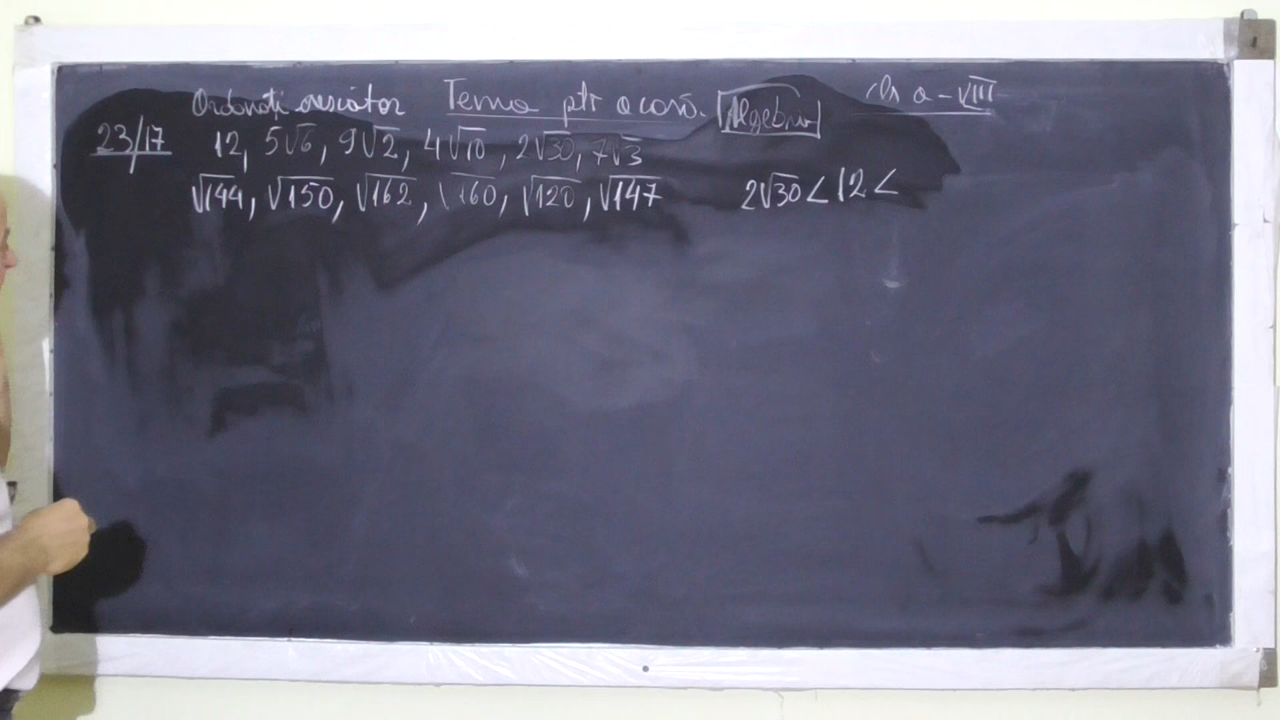 Ordonați crescător Tema ptr acasă. Algebra cls a-VIII
23/17 12, 5√6, 9√2, 4√10, 2√30, 7√3
√144, √150, √162, √160, √120, √147 2√30 < 12 <